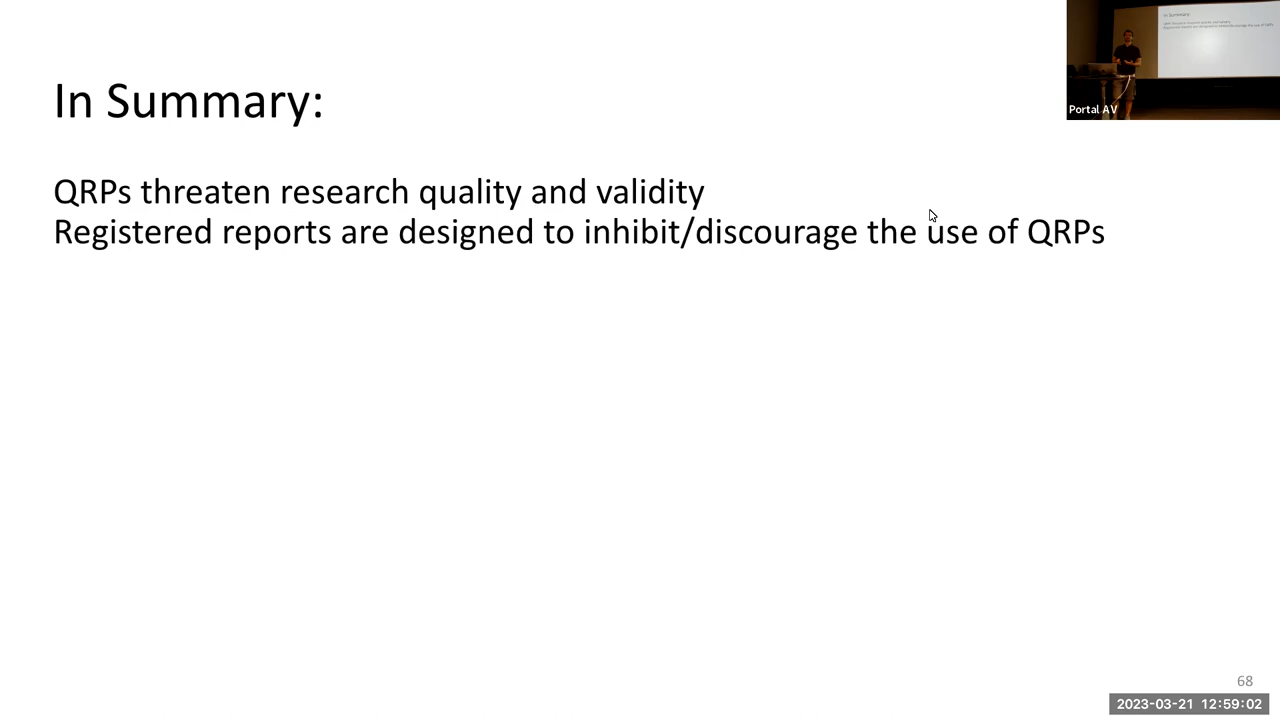 In Summary:
Portal AV
QRPs threaten research quality and validity
Registered reports are designed to inhibit/discourage the use of QRPs
68
2023-03-21 12:59:02